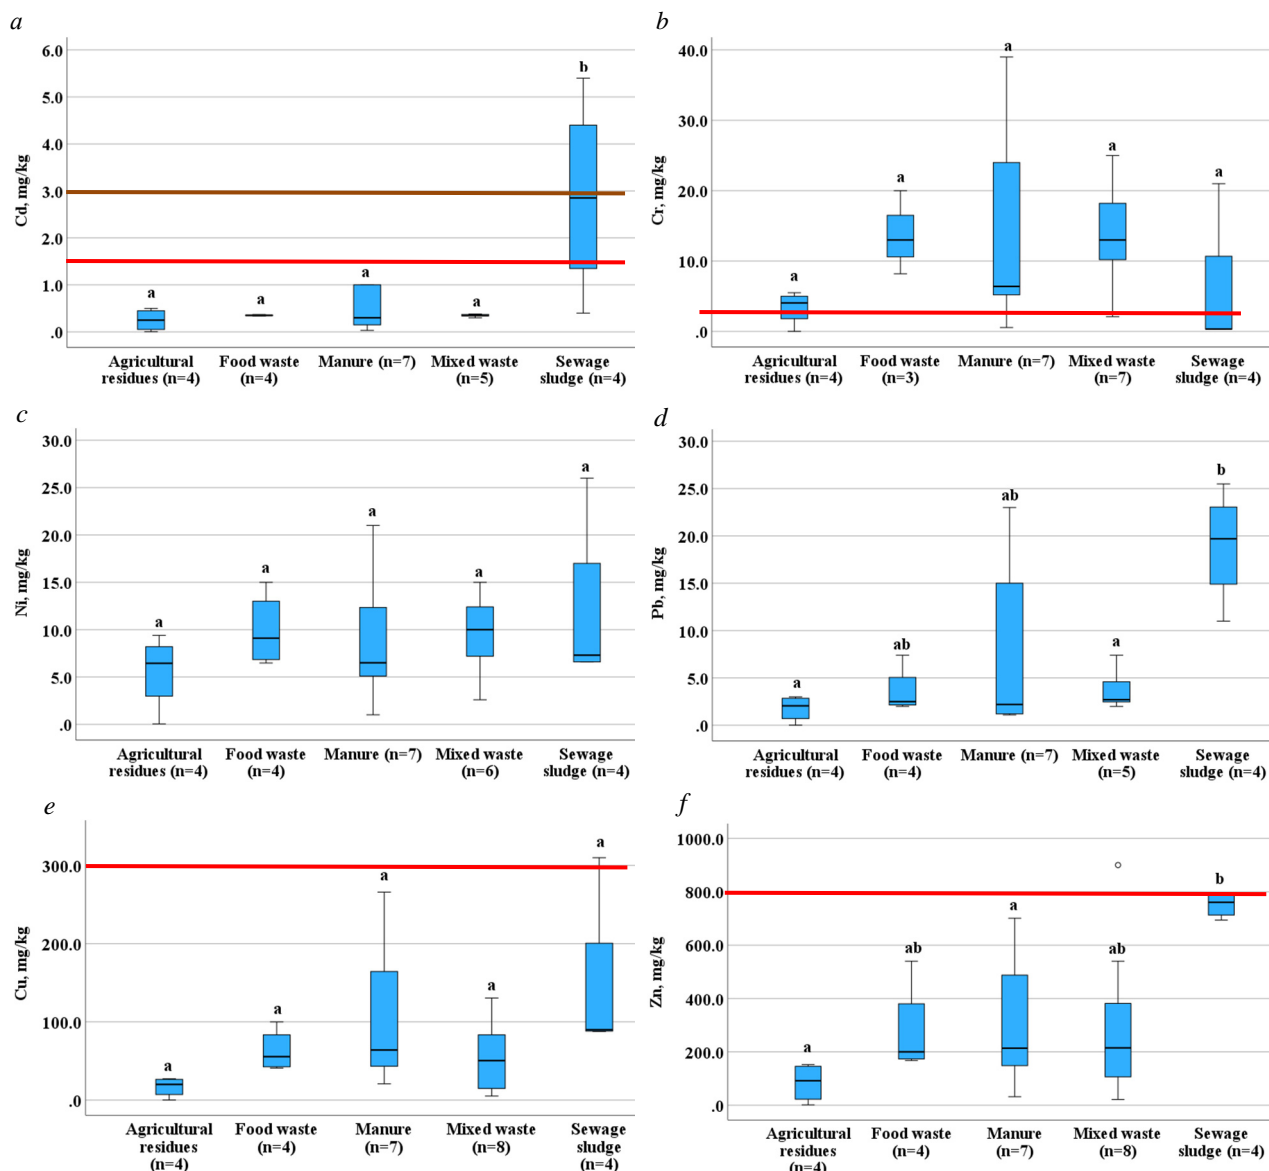 a
6.0
5.0
4.0
3.0
2.0
1.0
.0
Cd, mg/kg
a
a
a
a
b
Agricultural
residues (n=4)
Food waste
(n=4)
Manure (n=7)
Mixed waste
(n=5)
Sewage
sludge (n=4)
b
40.0
30.0
20.0
10.0
.0
Cr, mg/kg
a
a
a
a
a
Agricultural
residues (n=4)
Food waste
(n=3)
Manure (n=7)
Mixed waste
(n=7)
Sewage
sludge (n=4)
c
30.0
25.0
20.0
15.0
10.0
5.0
.0
Ni, mg/kg
a
a
a
a
a
Agricultural
residues (n=4)
Food waste
(n=4)
Manure (n=7)
Mixed waste
(n=6)
Sewage
sludge (n=4)
d
30.0
25.0
20.0
15.0
10.0
5.0
.0
Pb, mg/kg
a
ab
ab
a
b
Agricultural
residues (n=4)
Food waste
(n=4)
Manure (n=7)
Mixed waste
(n=5)
Sewage
sludge (n=4)
e
300.0
200.0
100.0
.0
Cu, mg/kg
a
a
a
a
a
Agricultural
residues
(n=4)
Food waste
(n=4)
Manure
(n=7)
Mixed waste
(n=8)
Sewage
sludge
(n=4)
f
1000.0
800.0
600.0
400.0
200.0
.0
Zn, mg/kg
a
ab
a
ab
b
Agricultural
residues
(n=4)
Food waste
(n=4)
Manure
(n=7)
Mixed waste
(n=8)
Sewage
sludge (n=4)